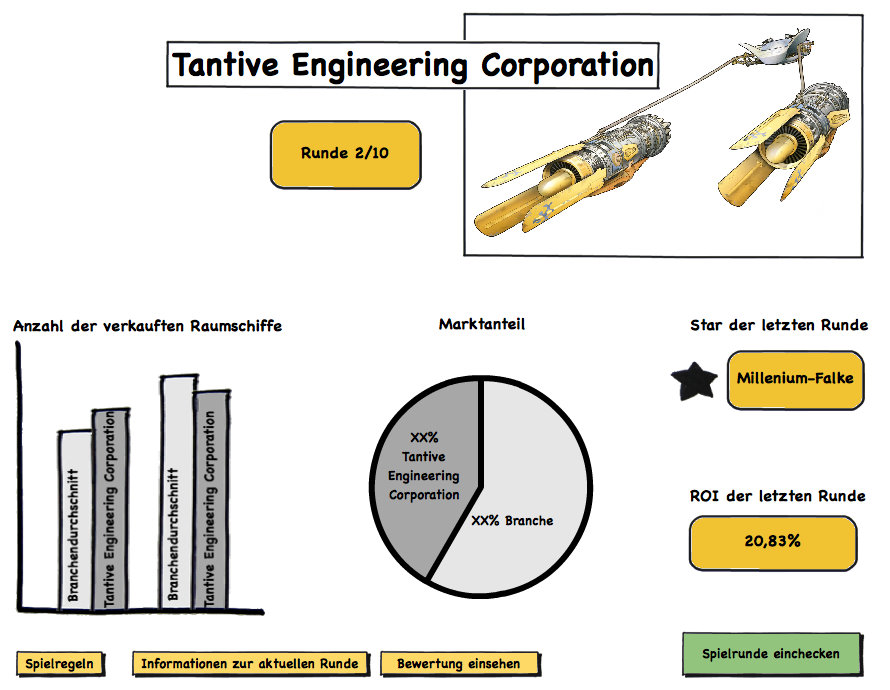 Tantive Engineering Corporation
Runde 2/10
Anzahl der verkauften Raumschiffe
Branchendurchschnitt
Tantive Engineering Corporation
Branchendurchschnitt
Tantive Engineering Corporation
Marktanteil
XX%
Tantive
Engineering
Corporation
XX% Branche
Star der letzten Runde
Millenium-Falke
ROI der letzten Runde
20,83%
Spielregeln
Informationen zur aktuellen Runde
Bewertung einsehen
Spielrunde einchecken